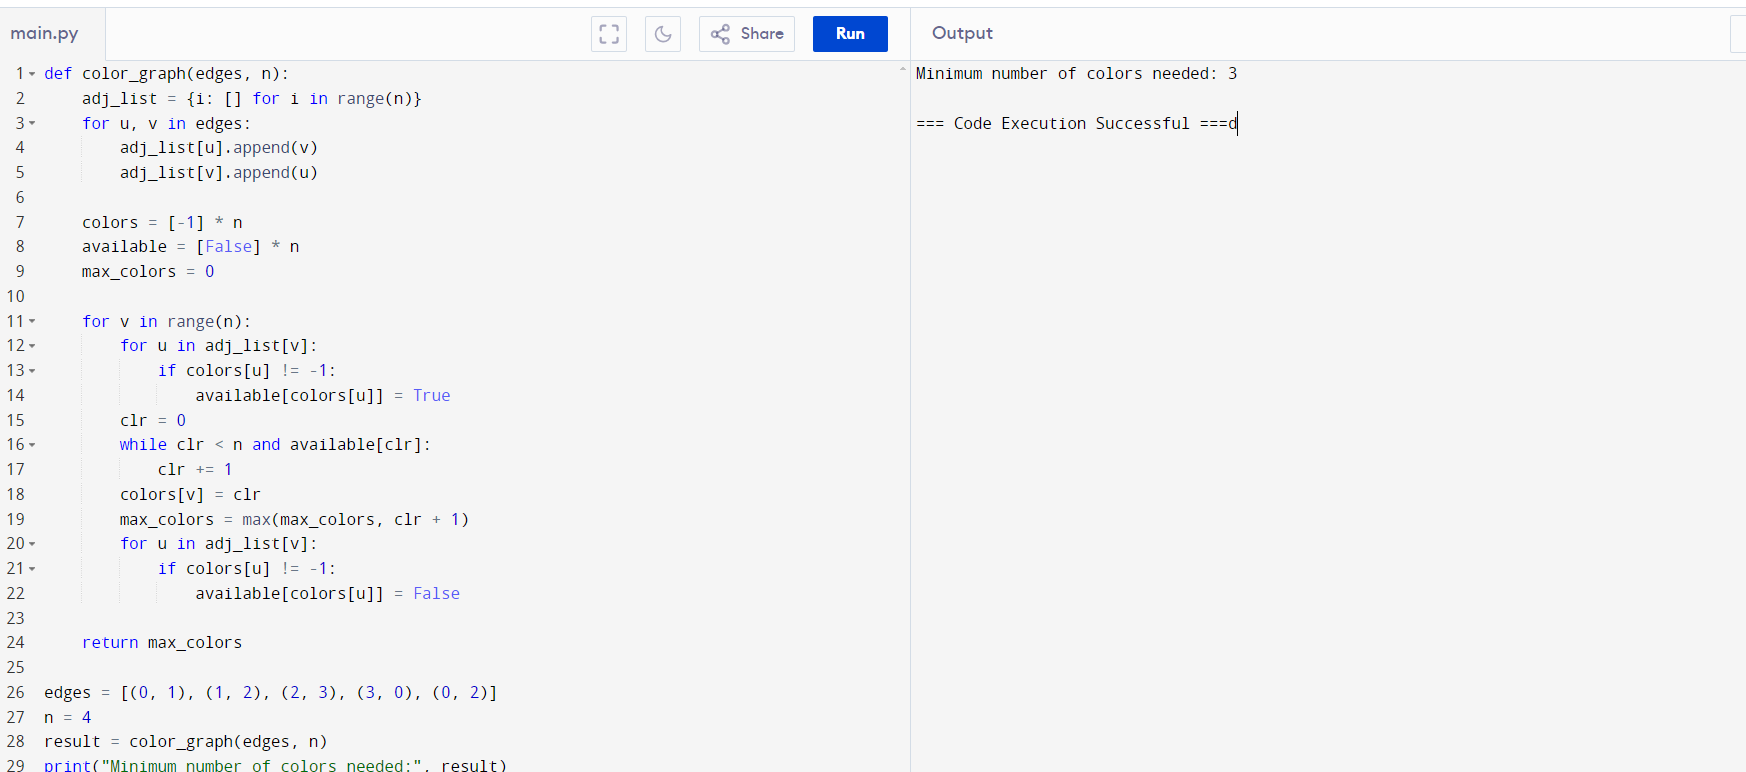 main.py
Share
Run
Output
1 def color_graph(edges, n):
2     adj_list = {i: [] for i in range(n)}
3     for u, v in edges:
4         adj_list[u].append(v)
5         adj_list[v].append(u)
6
7     colors = [-1] * n
8     available = [False] * n
9     max_colors = 0
10
11     for v in range(n):
12         for u in adj_list[v]:
13             if colors[u] != -1:
14                 available[colors[u]] = True
15         clr = 0
16         while clr < n and available[clr]:
17             clr += 1
18         colors[v] = clr
19         max_colors = max(max_colors, clr + 1)
20         for u in adj_list[v]:
21             if colors[u] != -1:
22                 available[colors[u]] = False
23
24     return max_colors
25
26 edges = [(0, 1), (1, 2), (2, 3), (3, 0), (0, 2)]
27 n = 4
28 result = color_graph(edges, n)
29 print("Minimum number of colors needed:", result)
Minimum number of colors needed: 3
=== Code Execution Successful ===d